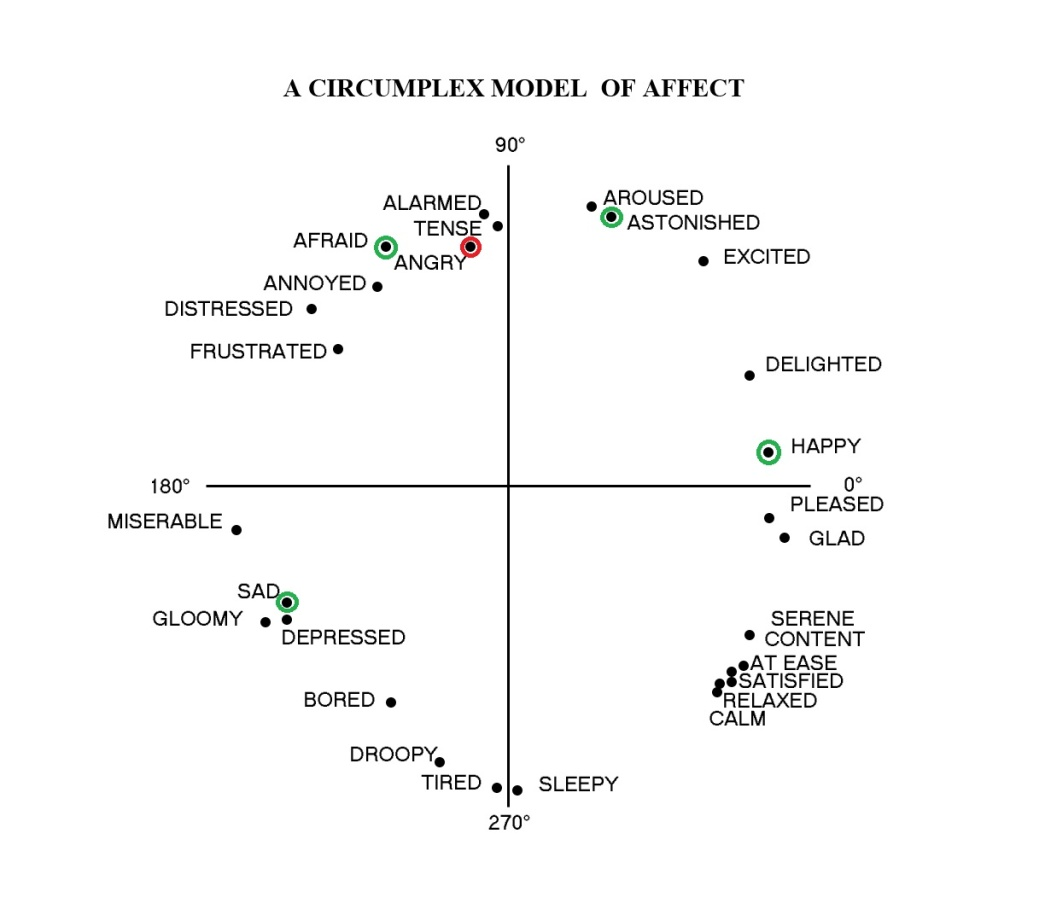 A CIRCUMPLEX MODEL OF AFFECT
90°
ALARMED
AROUSED
TENSE
ASTONISHED
AFRAID
ANGRY
EXCITED
ANNOYED
DISTRESSED
FRUSTRATED
DELIGHTED
HAPPY
180°
0°
PLEASED
MISERABLE
GLAD
SAD
GLOOMY
SERENE
DEPRESSED
CONTENT
AT EASE
SATISFIED
BORED
RELAXED
CALM
DROOPY
TIRED
SLEEPY
270°